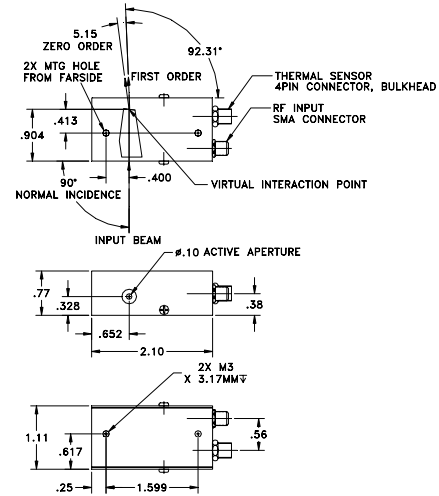 5.15
ZERO ORDER
92.31°
2X MTG HOLE
FROM FARSIDE
FIRST ORDER
THERMAL SENSOR
4PIN CONNECTOR, BULKHEAD
RF INPUT
SMA CONNECTOR
.413
.904
90°
NORMAL INCIDENCE
.400
VIRTUAL INTERACTION POINT
INPUT BEAM
ø.10 ACTIVE APERTURE
.77
.328
.38
.652
2.10
2X M3
X 3.17MM↧
1.11
.617
.56
.25
1.599